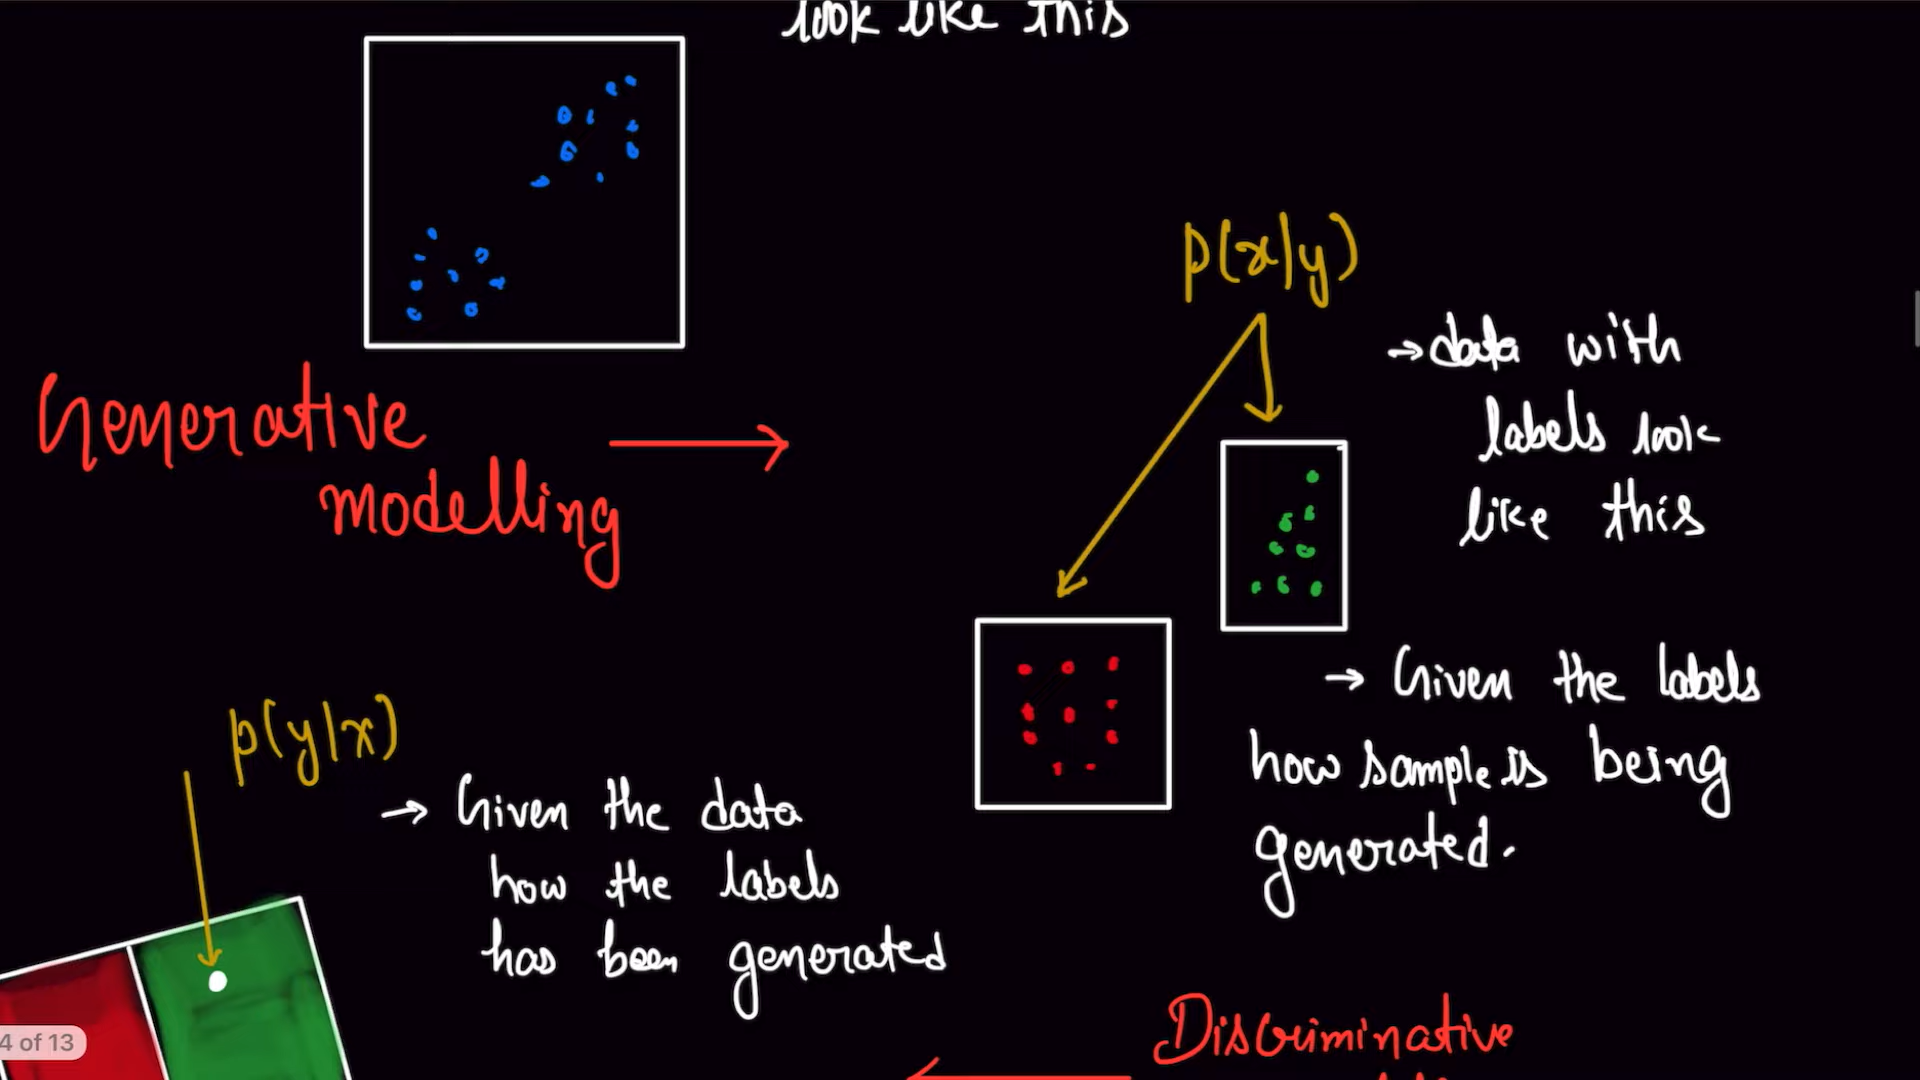 look like this
p(x|y)
→ data with
labels look
like this
Generative
modelling
→ Given the labels
how sample is being
generated.
p(y|x)
→ Given the data
how the labels
has been generated
Discriminative
4 of 13